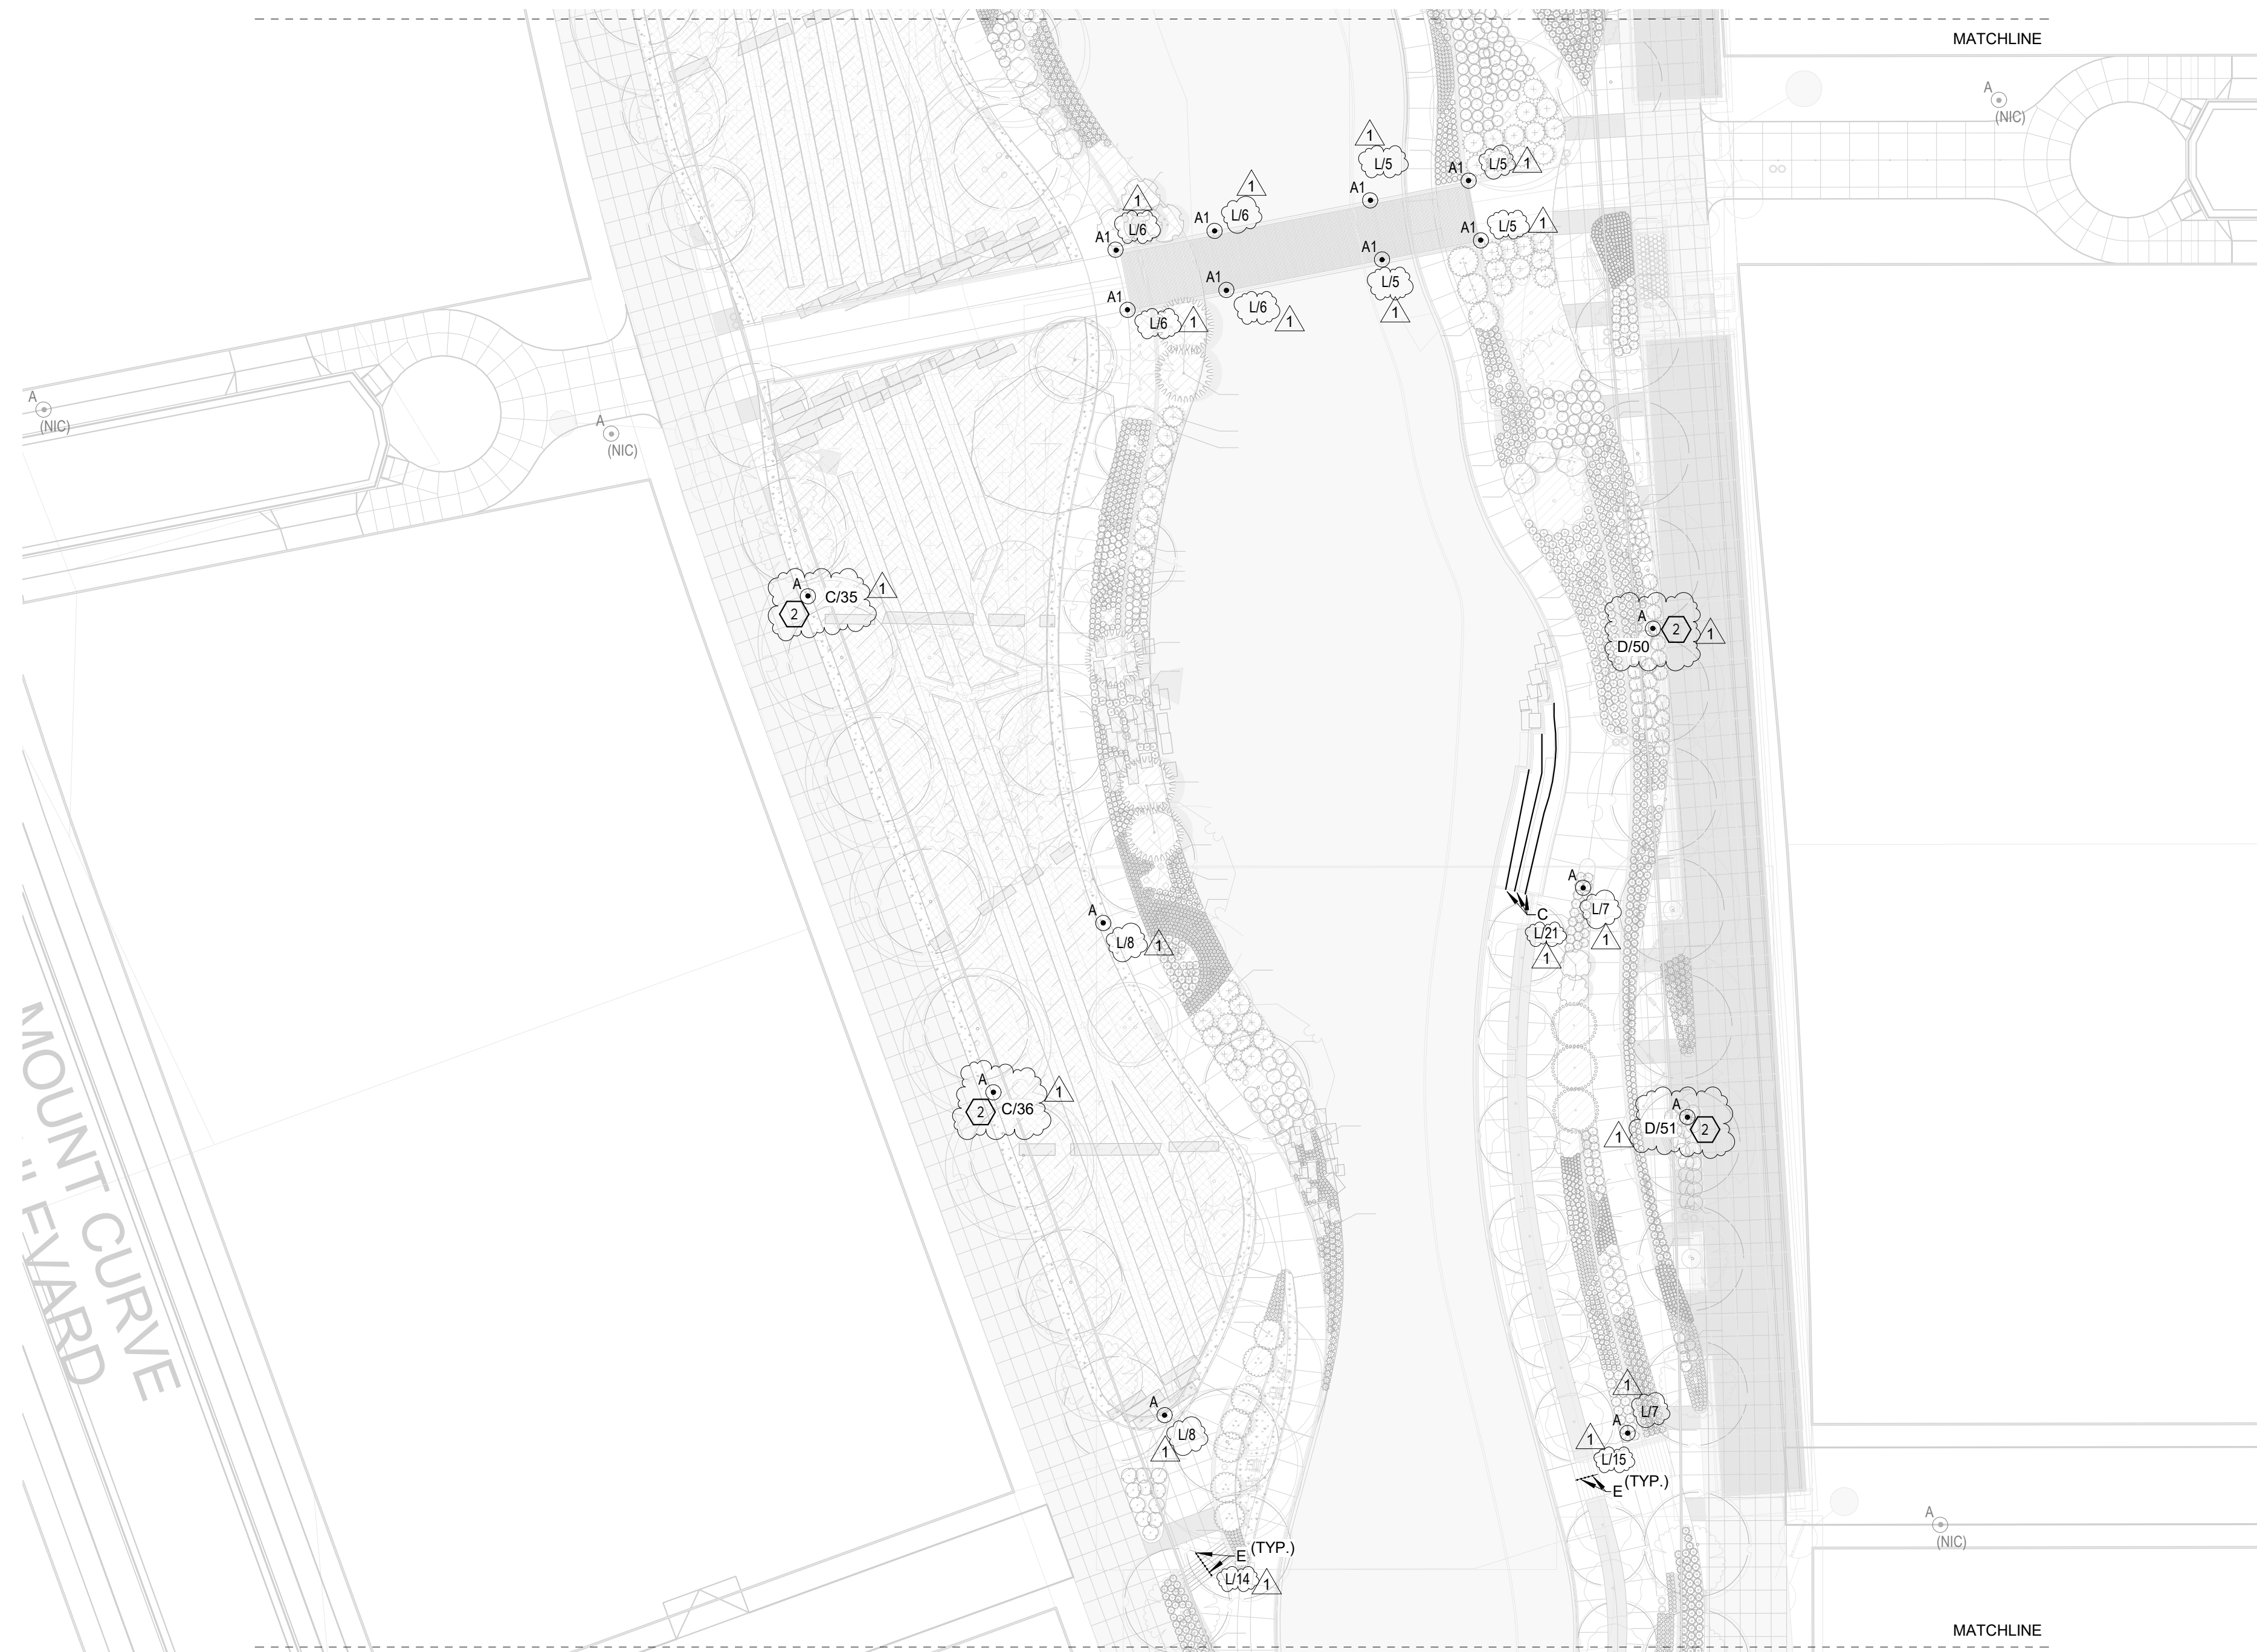 MATCHLINE
A
(NIC)
1
L/5
A1
L/5
1
A1
1
L/6
A1
1
L/6
A1
L/5
1
A1
A1
L/5
1
A1
L/6
1
A1
L/6
1
A
(NIC)
A
(NIC)
A
C/35
2
1
A
2
D/50
1
A
L/7
1
C
L/21
1
A
L/8
1
A
2
C/36
1
A
D/51
2
1
MOUNT CURVE
EVARD
1
L/7
A
1
L/15
E (TYP.)
A
L/8
1
A
(NIC)
E (TYP.)
L/14
1
MATCHLINE